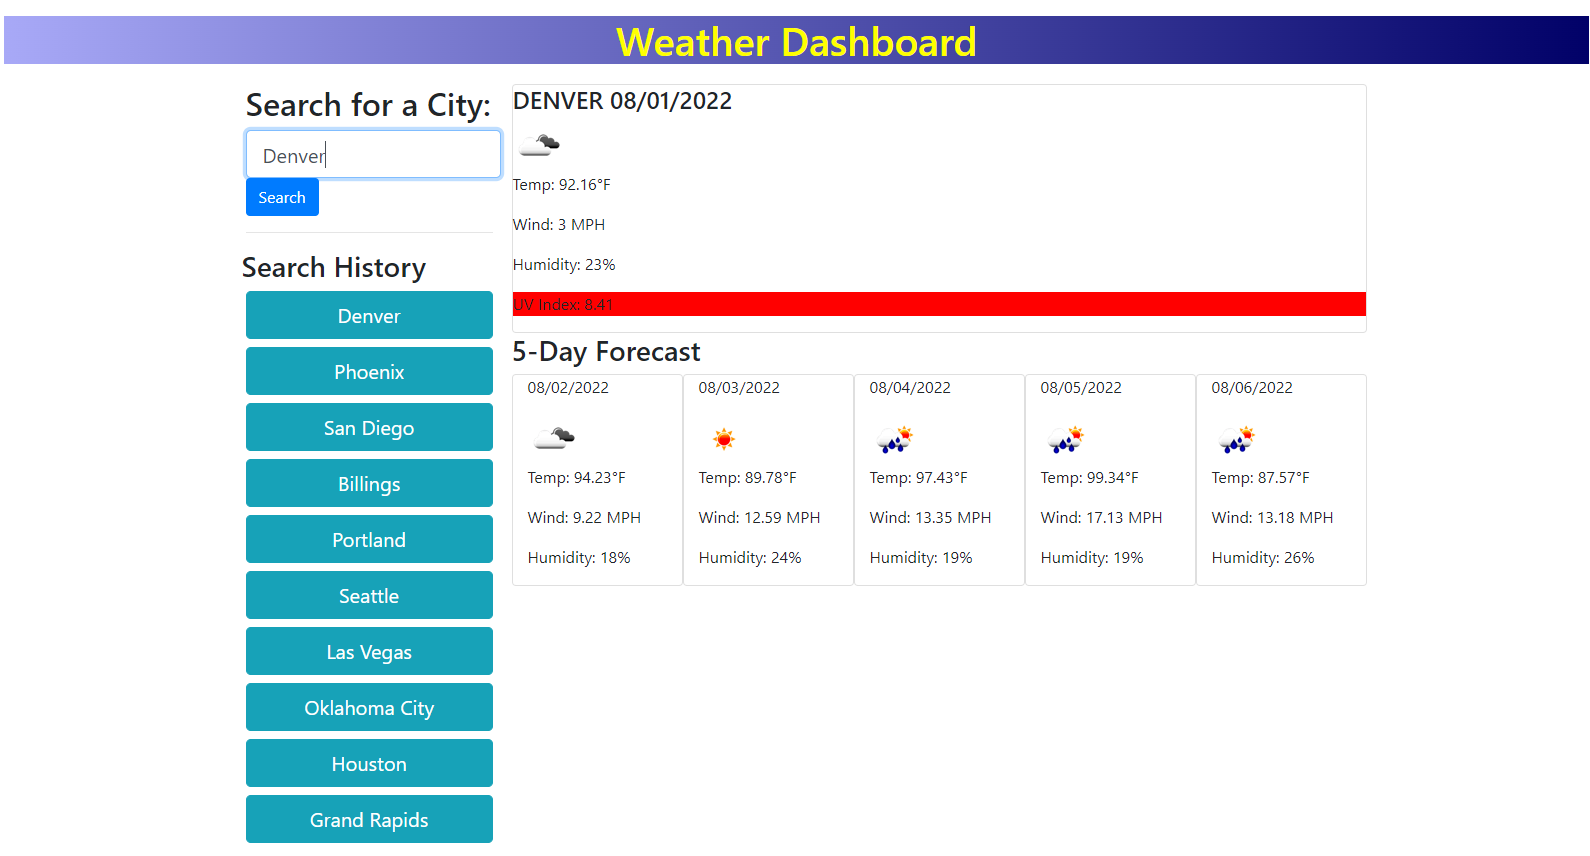 Weather Dashboard
Search for a City:
Denver
Search
Search History
Denver
Phoenix
San Diego
Billings
Portland
Seattle
Las Vegas
Oklahoma City
Houston
Grand Rapids
DENVER 08/01/2022
Temp: 92.16°F
Wind: 3 MPH
Humidity: 23%
UV Index: 8.41
5-Day Forecast
08/02/2022
Temp: 94.23°F
Wind: 9.22 MPH
Humidity: 18%
08/03/2022
Temp: 89.78°F
Wind: 12.59 MPH
Humidity: 24%
08/04/2022
Temp: 97.43°F
Wind: 13.35 MPH
Humidity: 19%
08/05/2022
Temp: 99.34°F
Wind: 17.13 MPH
Humidity: 19%
08/06/2022
Temp: 87.57°F
Wind: 13.18 MPH
Humidity: 26%